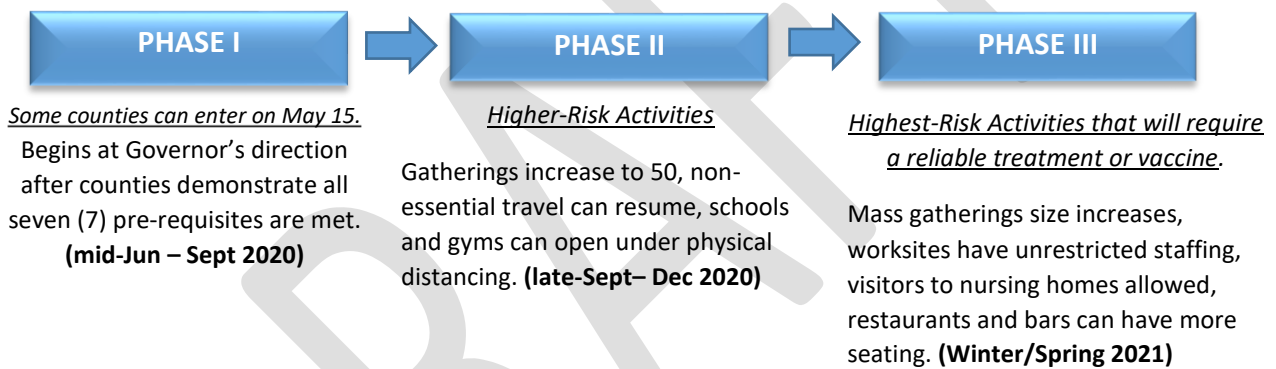 PHASE I
Some counties can enter on May 15.
Begins at Governor’s direction
after counties demonstrate all
seven (7) pre-requisites are met.
(mid-Jun – Sept 2020)
PHASE II
Higher-Risk Activities
Gatherings increase to 50, non-
essential travel can resume, schools
and gyms can open under physical
distancing. (late-Sept– Dec 2020)
PHASE III
Highest-Risk Activities that will require
a reliable treatment or vaccine.
Mass gatherings size increases,
worksites have unrestricted staffing,
visitors to nursing homes allowed,
restaurants and bars can have more
seating. (Winter/Spring 2021)